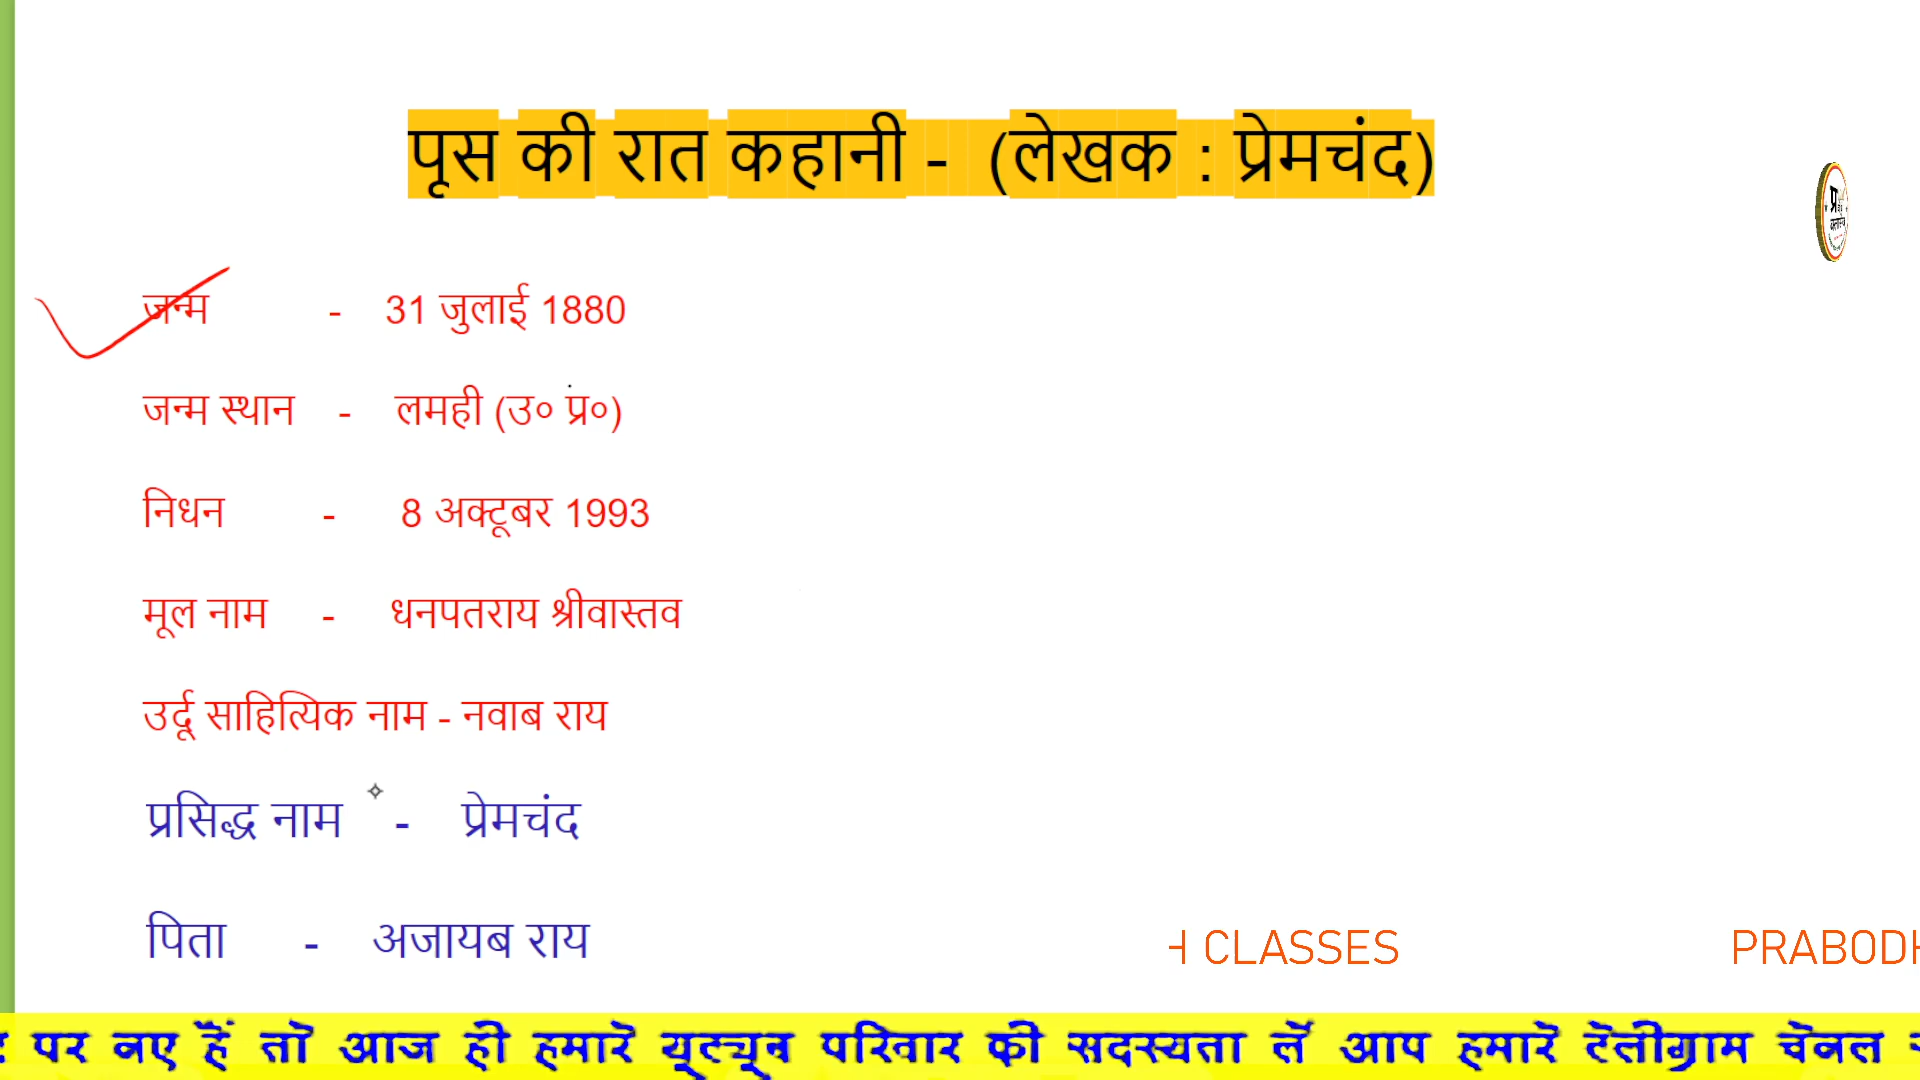 पूस की रात कहानी - (लेखक : प्रेमचंद)
जन्म - 31 जुलाई 1880
जन्म स्थान - लमही (उ० प्र०)
निधन - 8 अक्टूबर 1993
मूल नाम - धनपतराय श्रीवास्तव
उर्दू साहित्यिक नाम - नवाब राय
प्रसिद्ध नाम - प्रेमचंद
पिता - अजायब राय
H CLASSES PRABODH
पर नए हैं तो आज ही हमारे यूट्यूब परिवार की सदस्यता लें आप हमारे टेलीग्राम चैनल